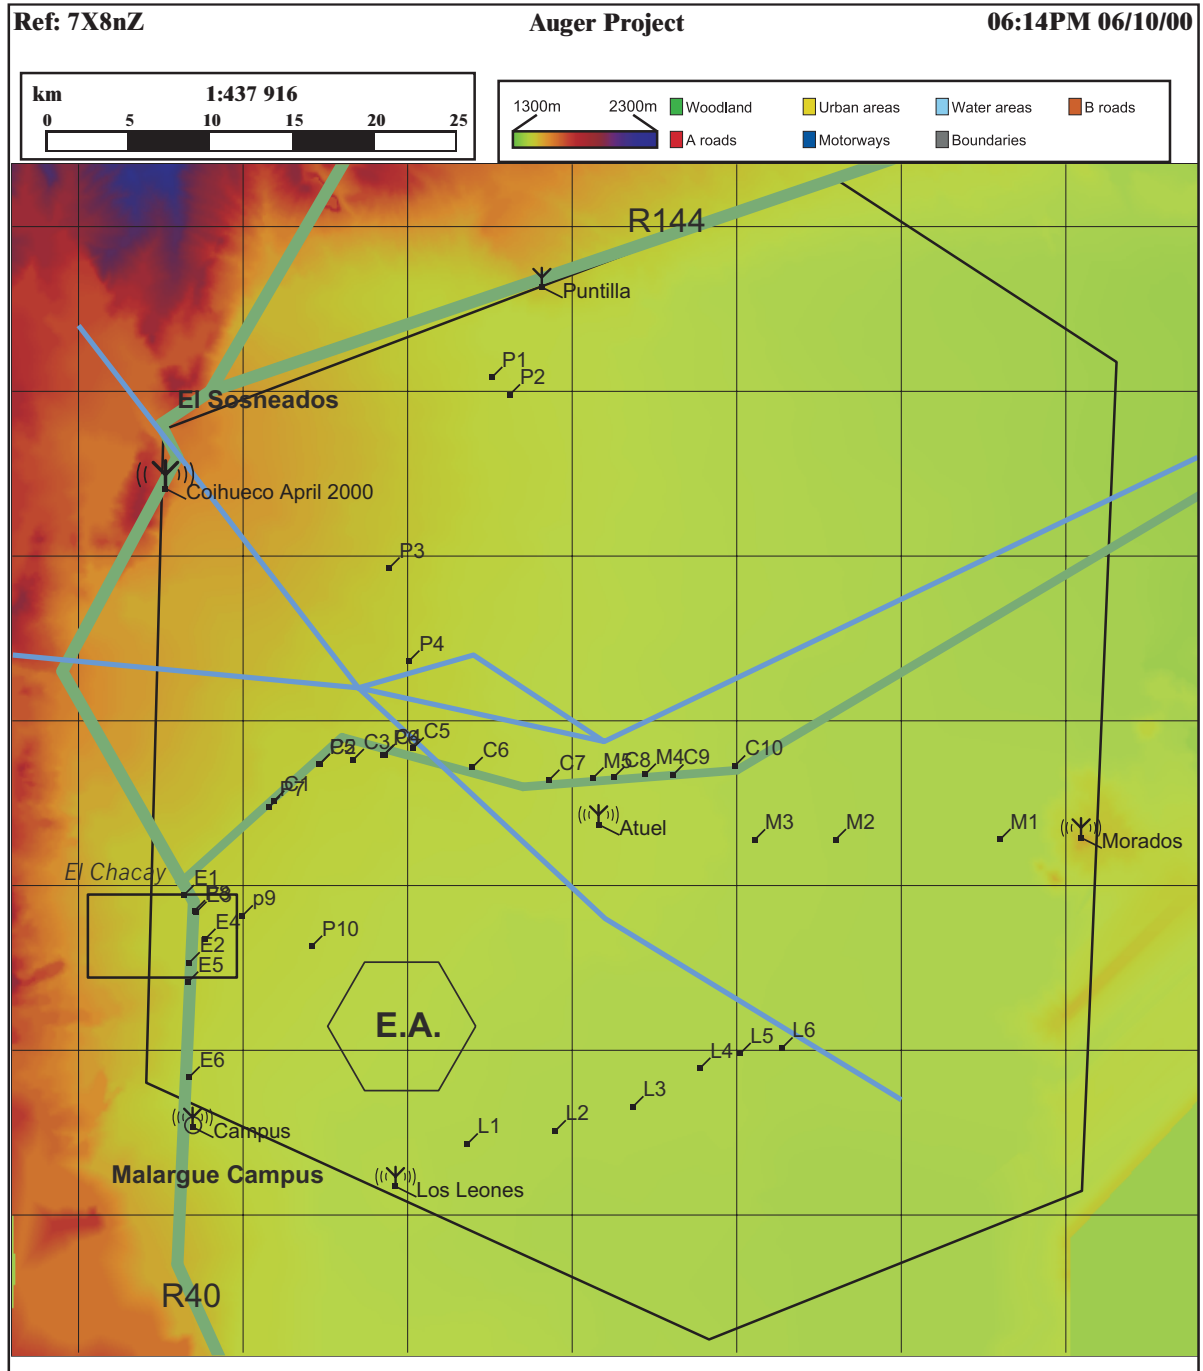 Ref: 7X8nZ
Auger Project
06:14PM 06/10/00
km
1:437 916
0 5 10 15 20 25
1300m 2300m
Woodland
Urban areas
Water areas
B roads
A roads
Motorways
Boundaries
R144
Puntilla
P1
P2
El Sosneados
Coihueco April 2000
P3
P4
C5
C3
C6
C7
M5
C8
M4
C9
C10
C1
P7
Atuel
M3
M2
M1
Morados
El Chacay
E1
p9
E4
P10
E2
E5
E.A.
E6
L6
L5
L4
L3
L2
L1
Campus
Malargue Campus
Los Leones
R40